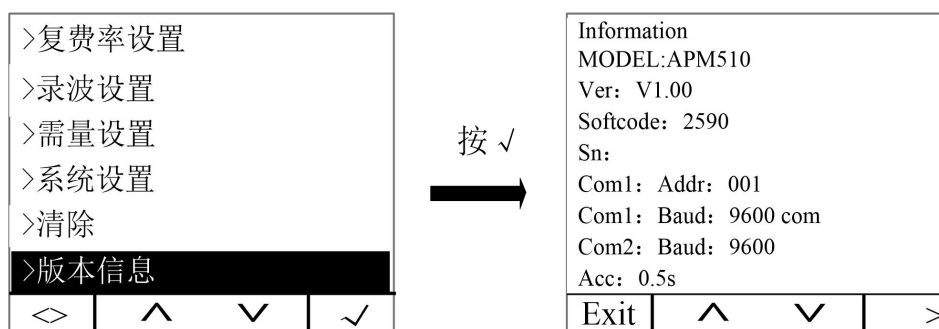 >复费率设置
>录波设置
>需量设置
>系统设置
>清除
>版本信息
<> ∧ ∨ √
按 √
Information
MODEL:APM510
Ver：V1.00
Softcode：2590
Sn：
Com1：Addr：001
Com1：Baud：9600 com
Com2：Baud：9600
Acc：0.5s
Exit ∧ ∨ >